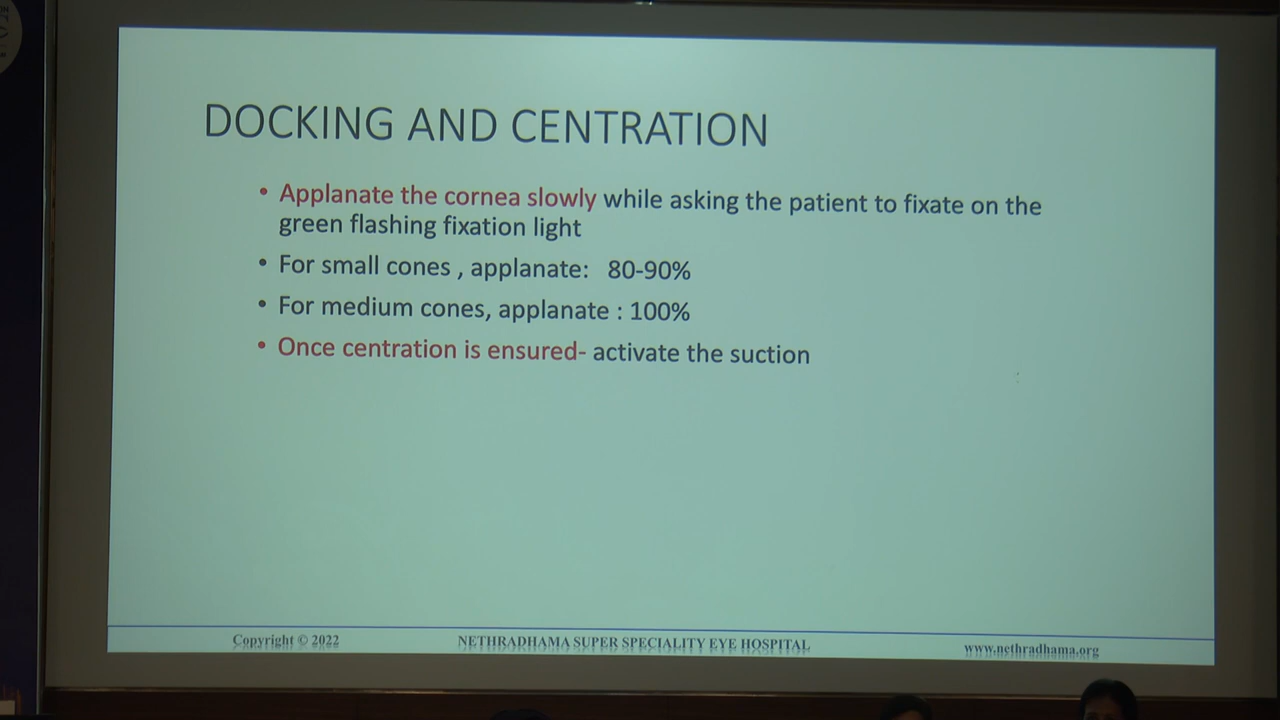 DOCKING AND CENTRATION
• Applanate the cornea slowly while asking the patient to fixate on the
green flashing fixation light
• For small cones , applanate: 80-90%
• For medium cones, applanate : 100%
• Once centration is ensured- activate the suction
Copyright © 2022
NETHRADHAMA SUPER SPECIALITY EYE HOSPITAL
www.nethradhama.org